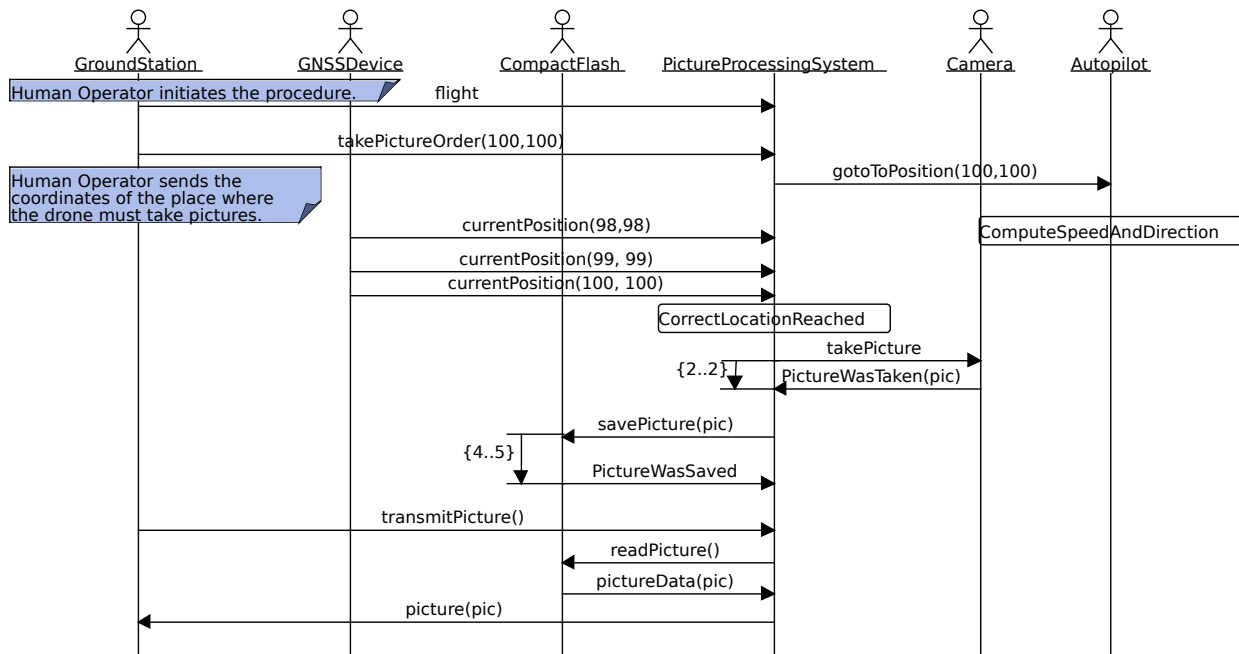 GroundStation
GNSSDevice
CompactFlash
PictureProcessingSystem
Camera
Autopilot
Human Operator initiates the procedure.
flight
takePictureOrder(100,100)
gotoToPosition(100,100)
Human Operator sends the
coordinates of the place where
the drone must take pictures.
currentPosition(98,98)
ComputeSpeedAndDirection
currentPosition(99, 99)
currentPosition(100, 100)
CorrectLocationReached
takePicture
{2..2}
PictureWasTaken(pic)
savePicture(pic)
{4..5}
PictureWasSaved
transmitPicture()
readPicture()
pictureData(pic)
picture(pic)